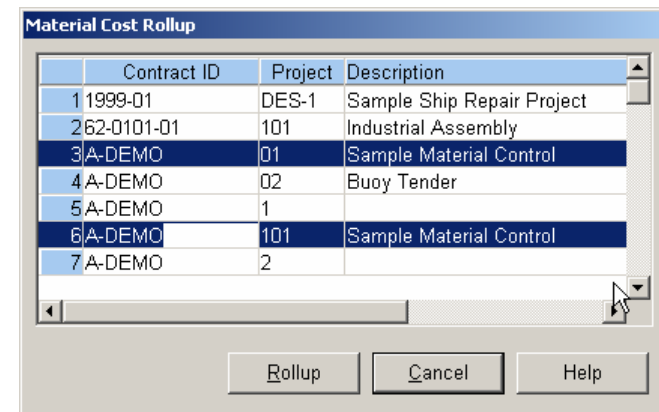 Material Cost Rollup
Contract ID Project Description
1 1999-01 DES-1 Sample Ship Repair Project
2 62-0101-01 101 Industrial Assembly
3 A-DEMO 01 Sample Material Control
4 A-DEMO 02 Buoy Tender
5 A-DEMO 1
6 A-DEMO 101 Sample Material Control
7 A-DEMO 2
Rollup Cancel Help